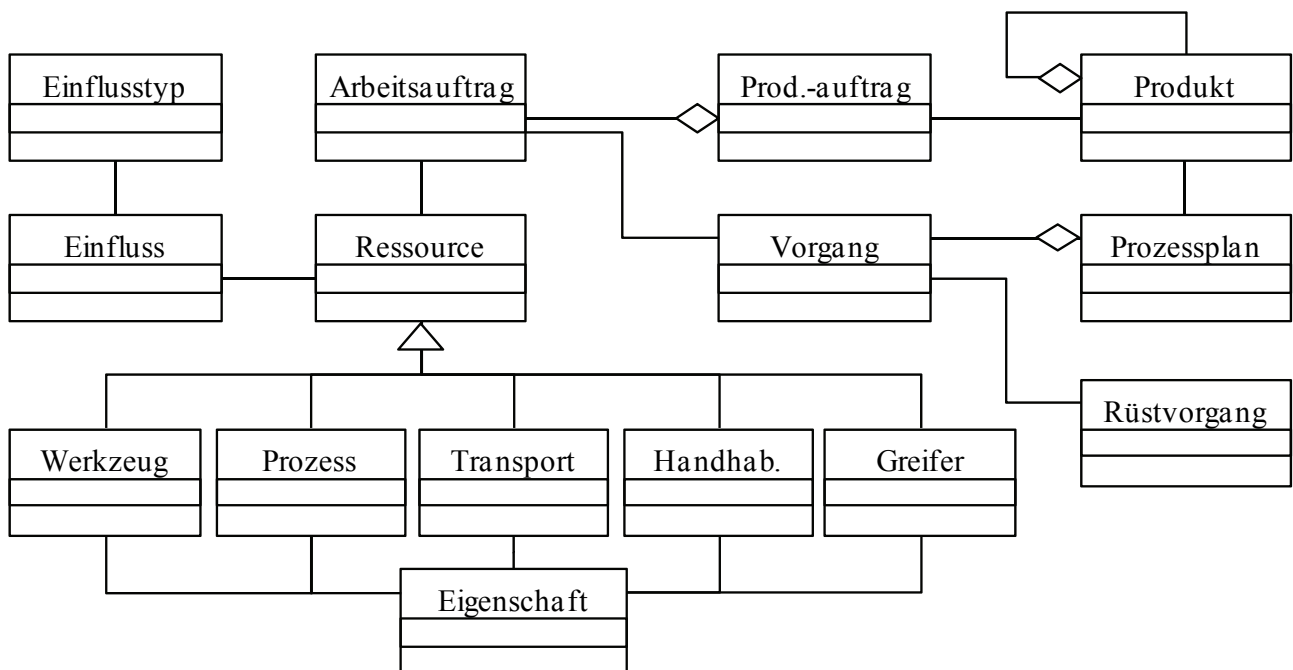 Einflusstyp
Arbeitsauftrag
Prod.-auftrag
Produkt
Einfluss
Ressource
Vorgang
Prozessplan
Rüstvorgang
Werkzeug
Prozess
Transport
Handhab.
Greifer
Eigenschaft